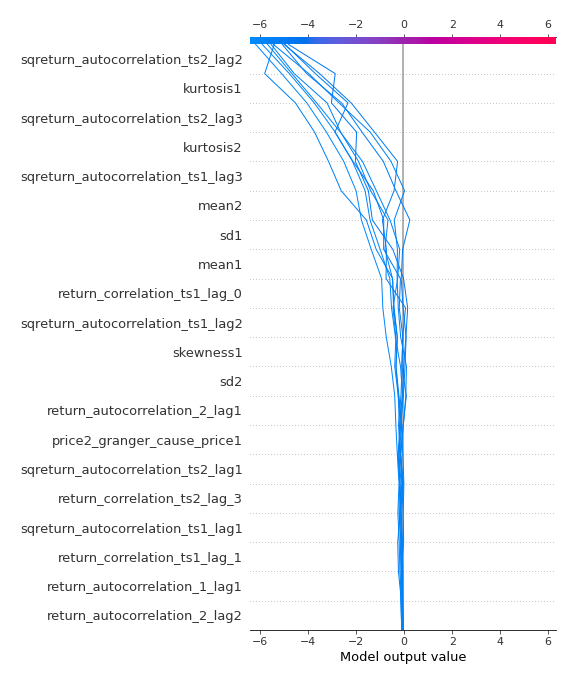 −6 −4 −2 0 2 4 6
sqreturn_autocorrelation_ts2_lag2
kurtosis1
sqreturn_autocorrelation_ts2_lag3
kurtosis2
sqreturn_autocorrelation_ts1_lag3
mean2
sd1
mean1
return_correlation_ts1_lag_0
sqreturn_autocorrelation_ts1_lag2
skewness1
sd2
return_autocorrelation_2_lag1
price2_granger_cause_price1
sqreturn_autocorrelation_ts2_lag1
return_correlation_ts2_lag_3
sqreturn_autocorrelation_ts1_lag1
return_correlation_ts1_lag_1
return_autocorrelation_1_lag1
return_autocorrelation_2_lag2
−6 −4 −2 0 2 4 6
Model output value